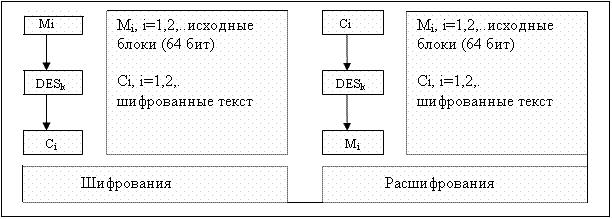 Mi
DESk
Ci
Mi, i=1,2,..исходные
блоки (64 бит)
Ci, i=1,2,.
шифрованные текст
Ci
DESk
Mi
Mi, i=1,2,..исходные
блоки (64 бит)
Ci, i=1,2,.
шифрованные текст
Шифрования
Расшифрования